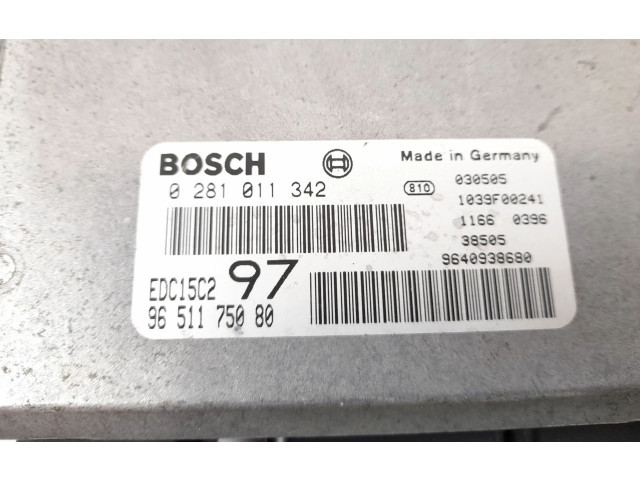 BOSCH
Made in Germany
0 281 011 342
810
030505
1039F00241
1166 0396
38505
9640938680
EDC15C2
97
96 511 750 80